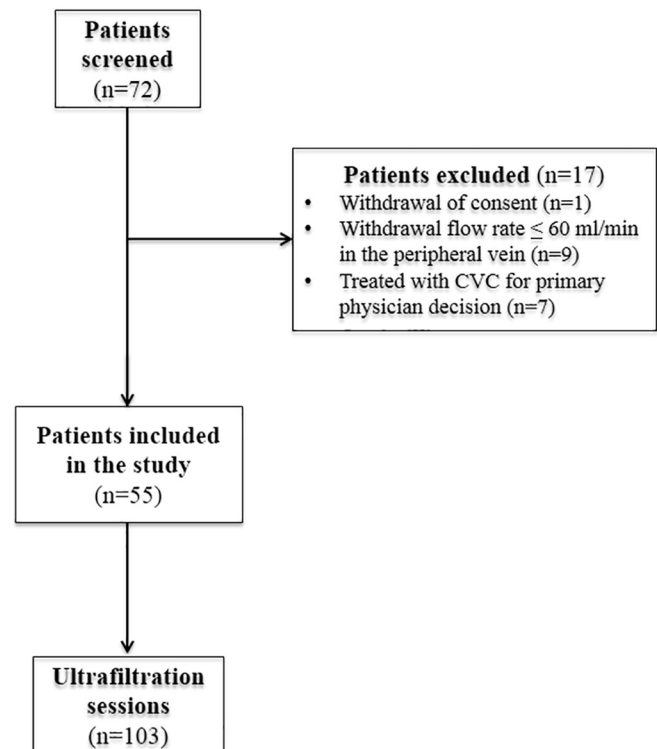 Patients
screened
(n=72)
Patients excluded (n=17)
• Withdrawal of consent (n=1)
• Withdrawal flow rate ≤ 60 ml/min
in the peripheral vein (n=9)
• Treated with CVC for primary
physician decision (n=7)
Patients included
in the study
(n=55)
Ultrafiltration
sessions
(n=103)